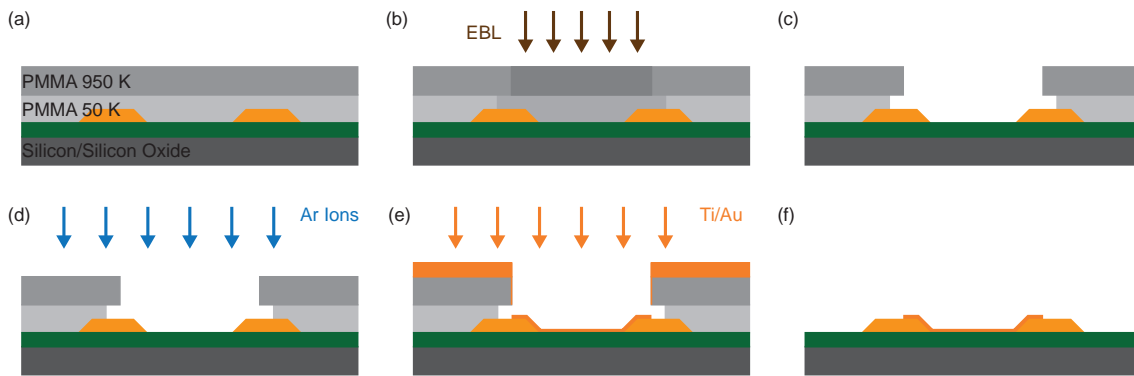 (a)
PMMA 950 K
PMMA 50 K
Silicon/Silicon Oxide
(b)
EBL
(c)
(d)
Ar Ions
(e)
Ti/Au
(f)